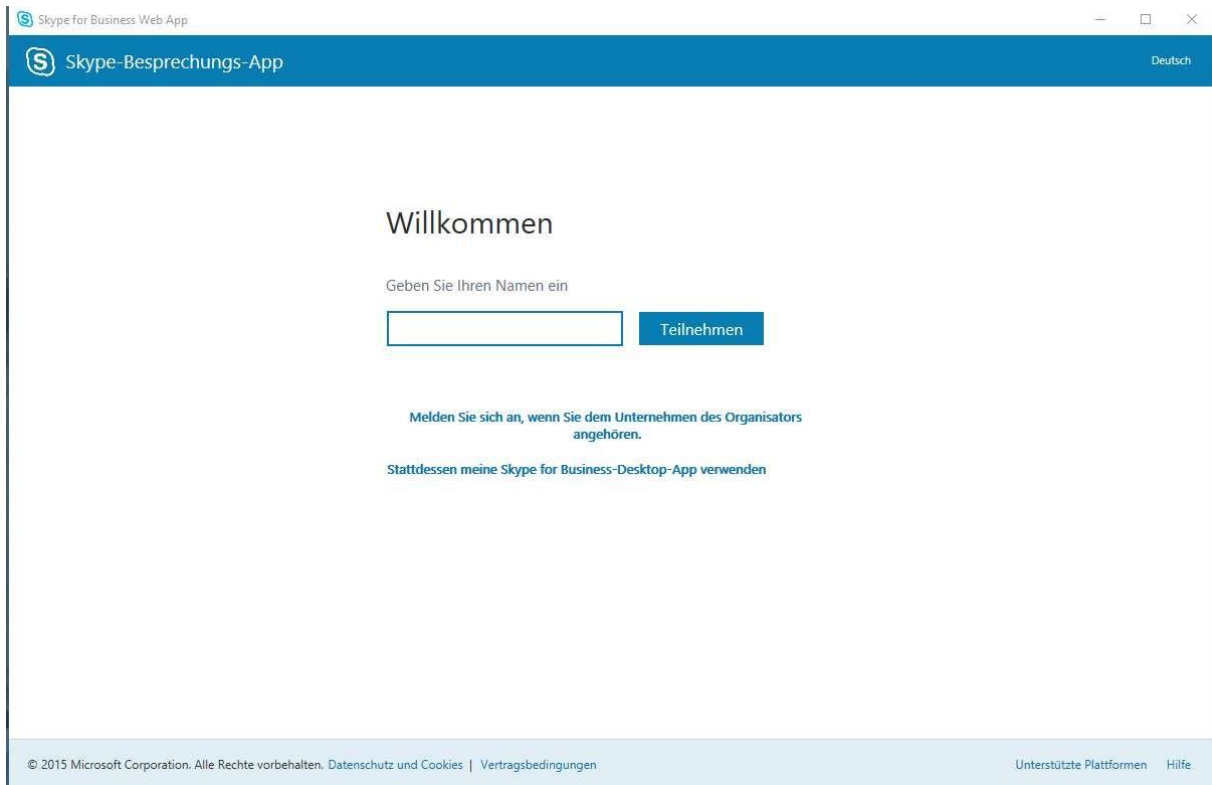 Skype for Business Web App
Skype-Besprechungs-App
Deutsch
Willkommen
Geben Sie Ihren Namen ein
Teilnehmen
Melden Sie sich an, wenn Sie dem Unternehmen des Organisators
angehören.
Stattdessen meine Skype for Business-Desktop-App verwenden
© 2015 Microsoft Corporation. Alle Rechte vorbehalten. Datenschutz und Cookies | Vertragsbedingungen
Unterstützte Plattformen Hilfe